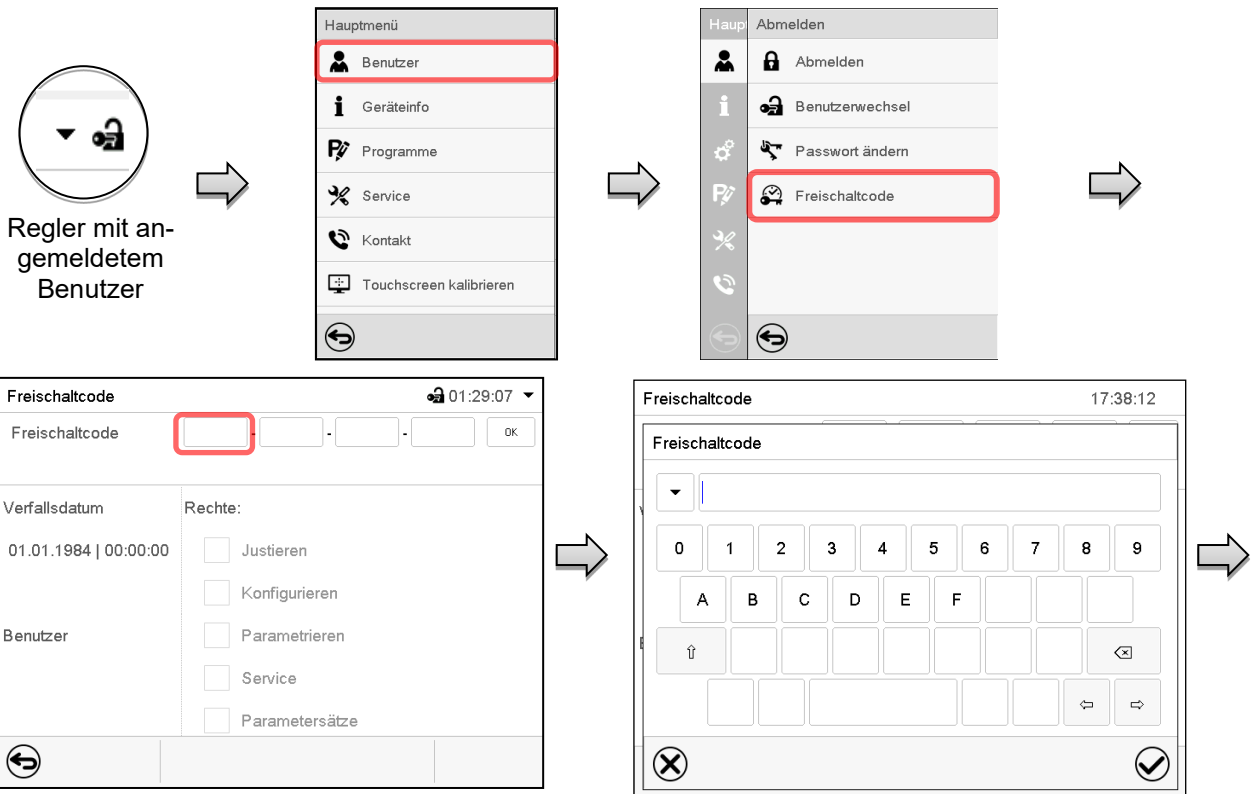 Regler mit an-
gemeldetem
Benutzer
Hauptmenü
Benutzer
Geräteinfo
Programme
Service
Kontakt
Touchscreen kalibrieren
Haupt
Abmelden
Abmelden
Benutzerwechsel
Passwort ändern
Freischaltcode
Freischaltcode 01:29:07
Freischaltcode - - - OK
Verfallsdatum Rechte:
01.01.1984 | 00:00:00 Justieren
Konfigurieren
Benutzer Parametrieren
Service
Parametersätze
Freischaltcode 17:38:12
Freischaltcode
0 1 2 3 4 5 6 7 8 9
A B C D E F